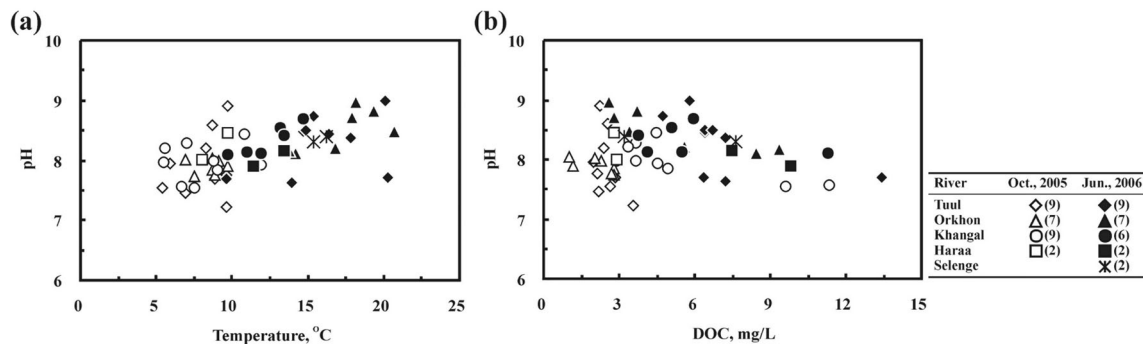 (a)
10
9
8
7
6
pH
0 5 10 15 20 25
Temperature, °C
(b)
10
9
8
7
6
pH
0 3 6 9 12 15
DOC, mg/L
River Oct., 2005 Jun., 2006
Tuul (9) (9)
Orkhon (7) (7)
Khangal (9) (6)
Haraa (2) (2)
Selenge (2)